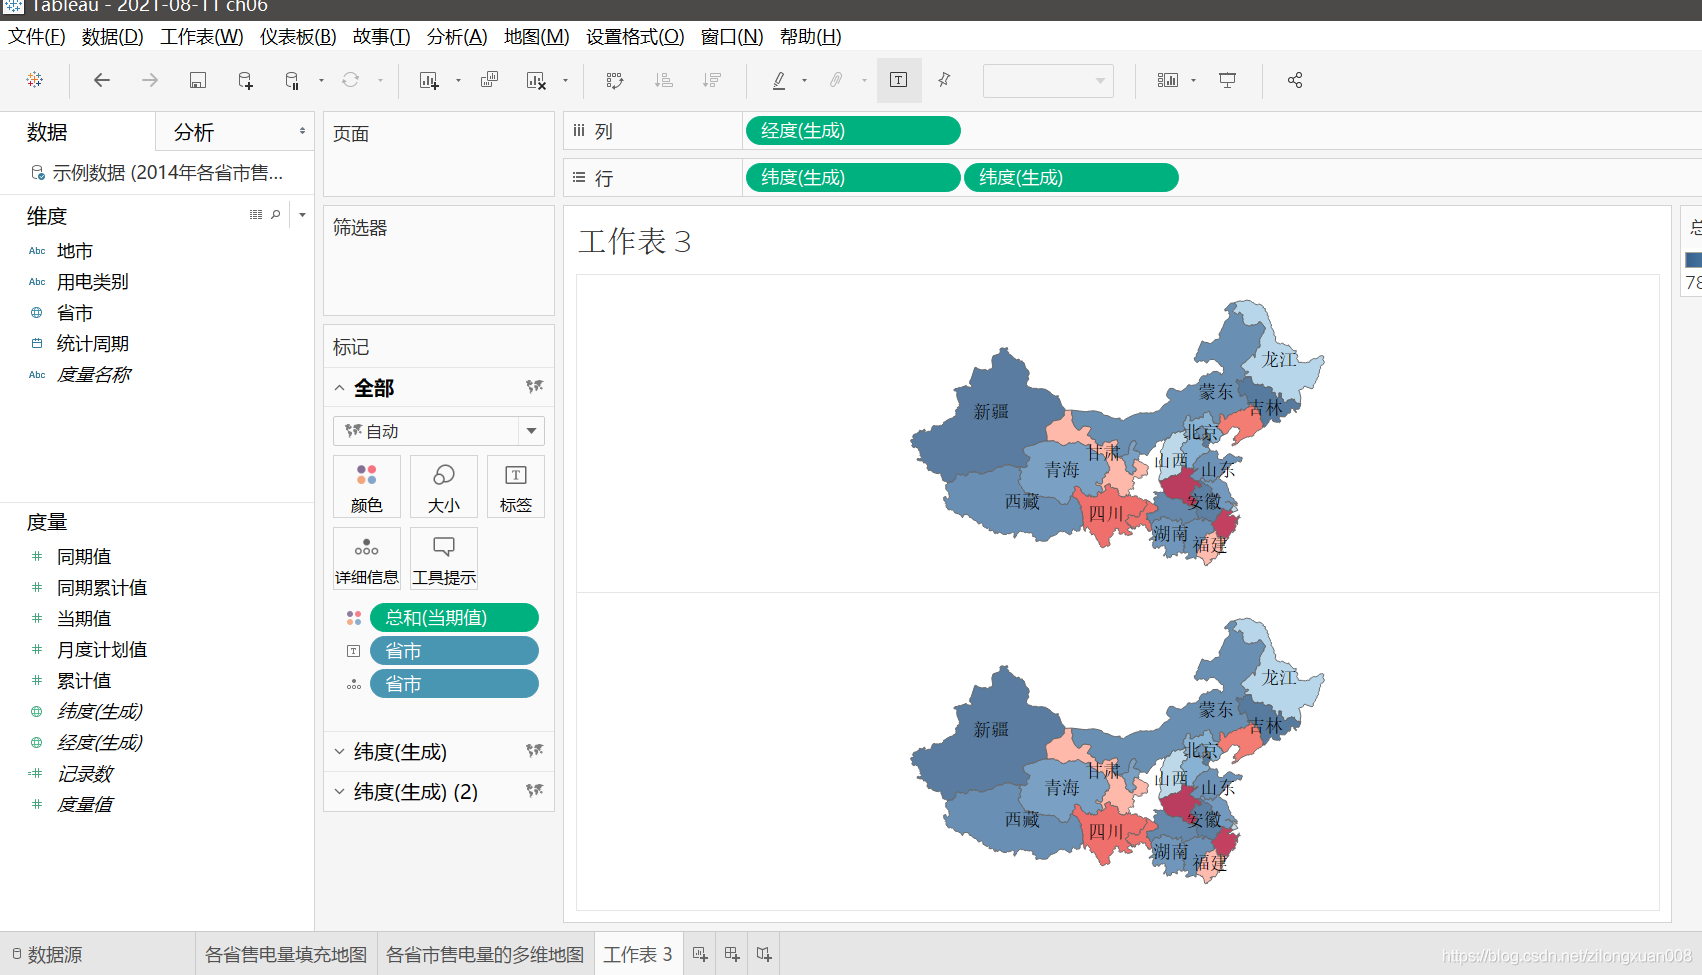 Tableau - 2021-08-11 ch06
文件(F) 数据(D) 工作表(W) 仪表板(B) 故事(T) 分析(A) 地图(M) 设置格式(O) 窗口(N) 帮助(H)
数据
分析
示例数据 (2014年各省市售...
维度
Abc 地市
Abc 用电类别
省市
统计周期
Abc 度量名称
度量
同期值
同期累计值
当期值
月度计划值
累计值
纬度(生成)
经度(生成)
记录数
度量值
页面
筛选器
标记
全部
自动
颜色
大小
标签
详细信息
工具提示
总和(当期值)
省市
省市
纬度(生成)
纬度(生成) (2)
列
经度(生成)
行
纬度(生成) 纬度(生成)
工作表 3
龙江
蒙东
吉林
新疆
北京
甘肃
山西
青海
山东
西藏
安徽
四川
湖南
福建
龙江
蒙东
吉林
新疆
北京
甘肃
山西
青海
山东
西藏
安徽
四川
湖南
福建
总
78
数据源
各省售电量填充地图
各省市售电量的多维地图
工作表 3
https://blog.csdn.net/zilongxuan008